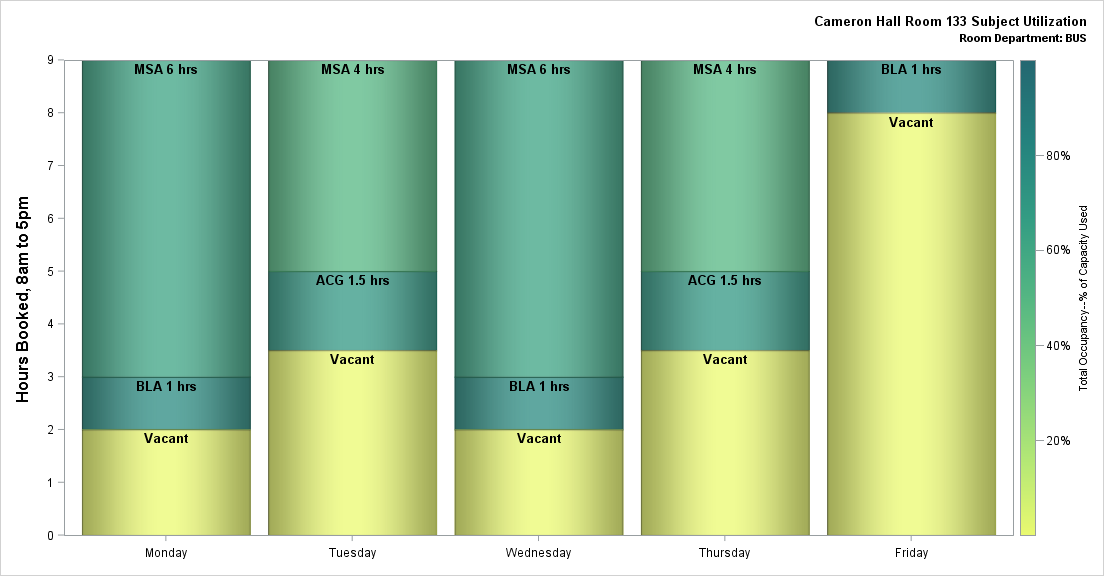 Cameron Hall Room 133 Subject Utilization
Room Department: BUS
Hours Booked, 8am to 5pm
9
8
7
6
5
4
3
2
1
0
MSA 6 hrs
BLA 1 hrs
Vacant
MSA 4 hrs
ACG 1.5 hrs
Vacant
MSA 6 hrs
BLA 1 hrs
Vacant
MSA 4 hrs
ACG 1.5 hrs
Vacant
BLA 1 hrs
Vacant
Monday
Tuesday
Wednesday
Thursday
Friday
80%
60%
40%
20%
Total Occupancy--% of Capacity Used